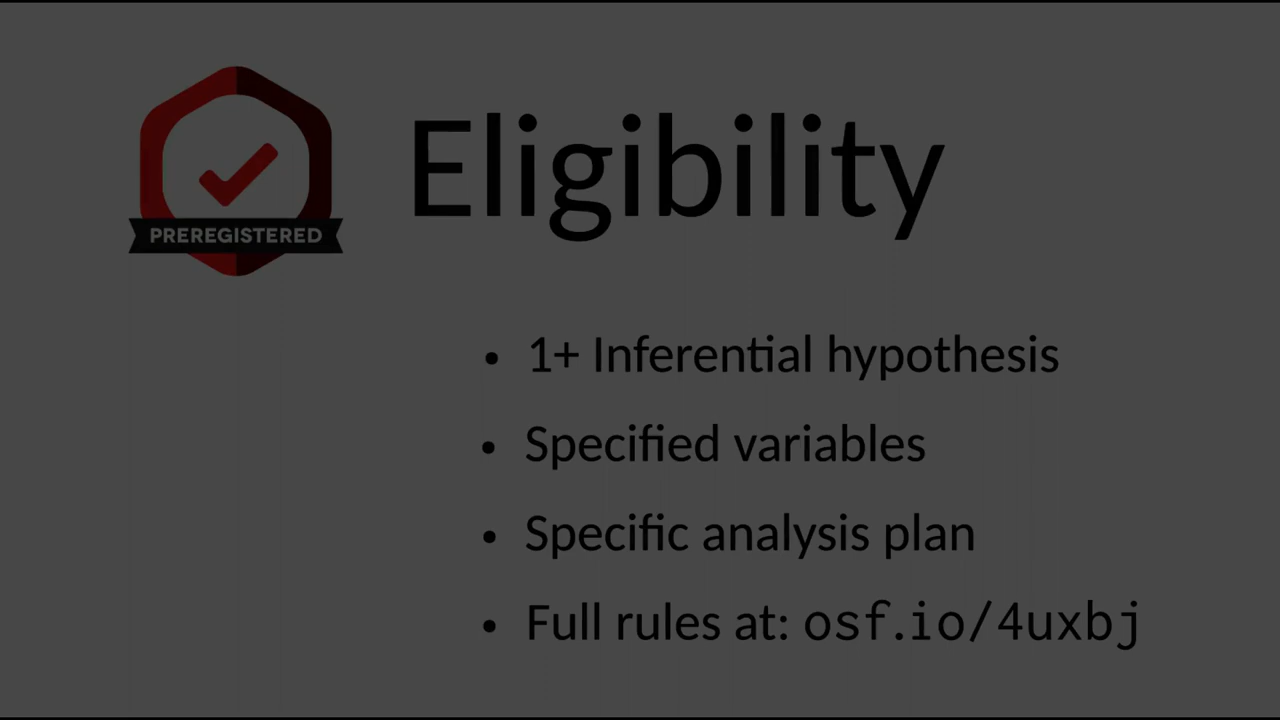 PREREGISTERED
Eligibility
• 1+ Inferential hypothesis
• Specified variables
• Specific analysis plan
• Full rules at: osf.io/4uxbj